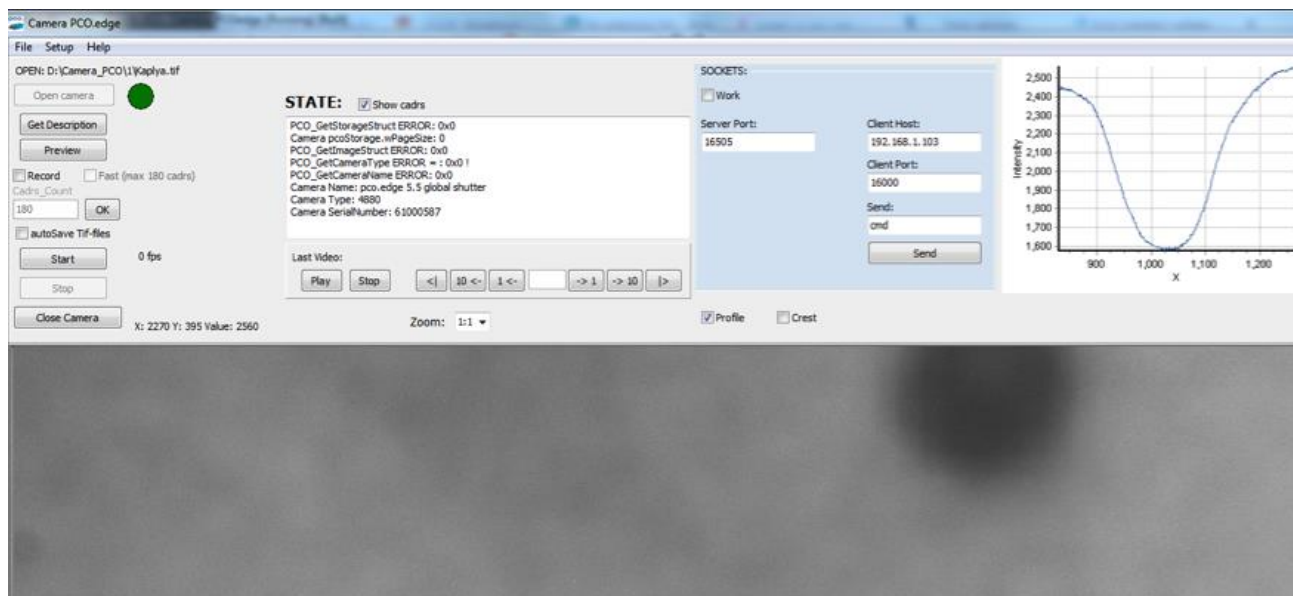 Camera PCO.edge
File Setup Help
OPEN: D:\Camera_PCO\1\Kaplya.tif
Open camera
Get Description
Preview
Record Fast (max 180 cadrs)
Cadrs_Count
180 OK
autoSave Tif-files
Start 0 fps
Stop
Close Camera X: 2270 Y: 395 Value: 2560
STATE: Show cadrs
PCO_GetStorageStruct ERROR: 0x0
Camera pcoStorage.wPageSize: 0
PCO_GetImageStruct ERROR: 0x0
PCO_GetCameraType ERROR = : 0x0 !
PCO_GetCameraName ERROR: 0x0
Camera Name: pco.edge 5.5 global shutter
Camera Type: 4880
Camera SerialNumber: 61000587
Last Video:
Play Stop <| 10 <- 1 <- -> 1 -> 10 |>
Zoom: 1:1
SOCKETS:
Work
Server Port:
16505
Client Host:
192.168.1.103
Client Port:
16000
Send:
cmd
Send
Profile Crest
Intensity
2,500
2,400
2,300
2,200
2,100
2,000
1,900
1,800
1,700
1,600
900 1,000 1,100 1,200
X